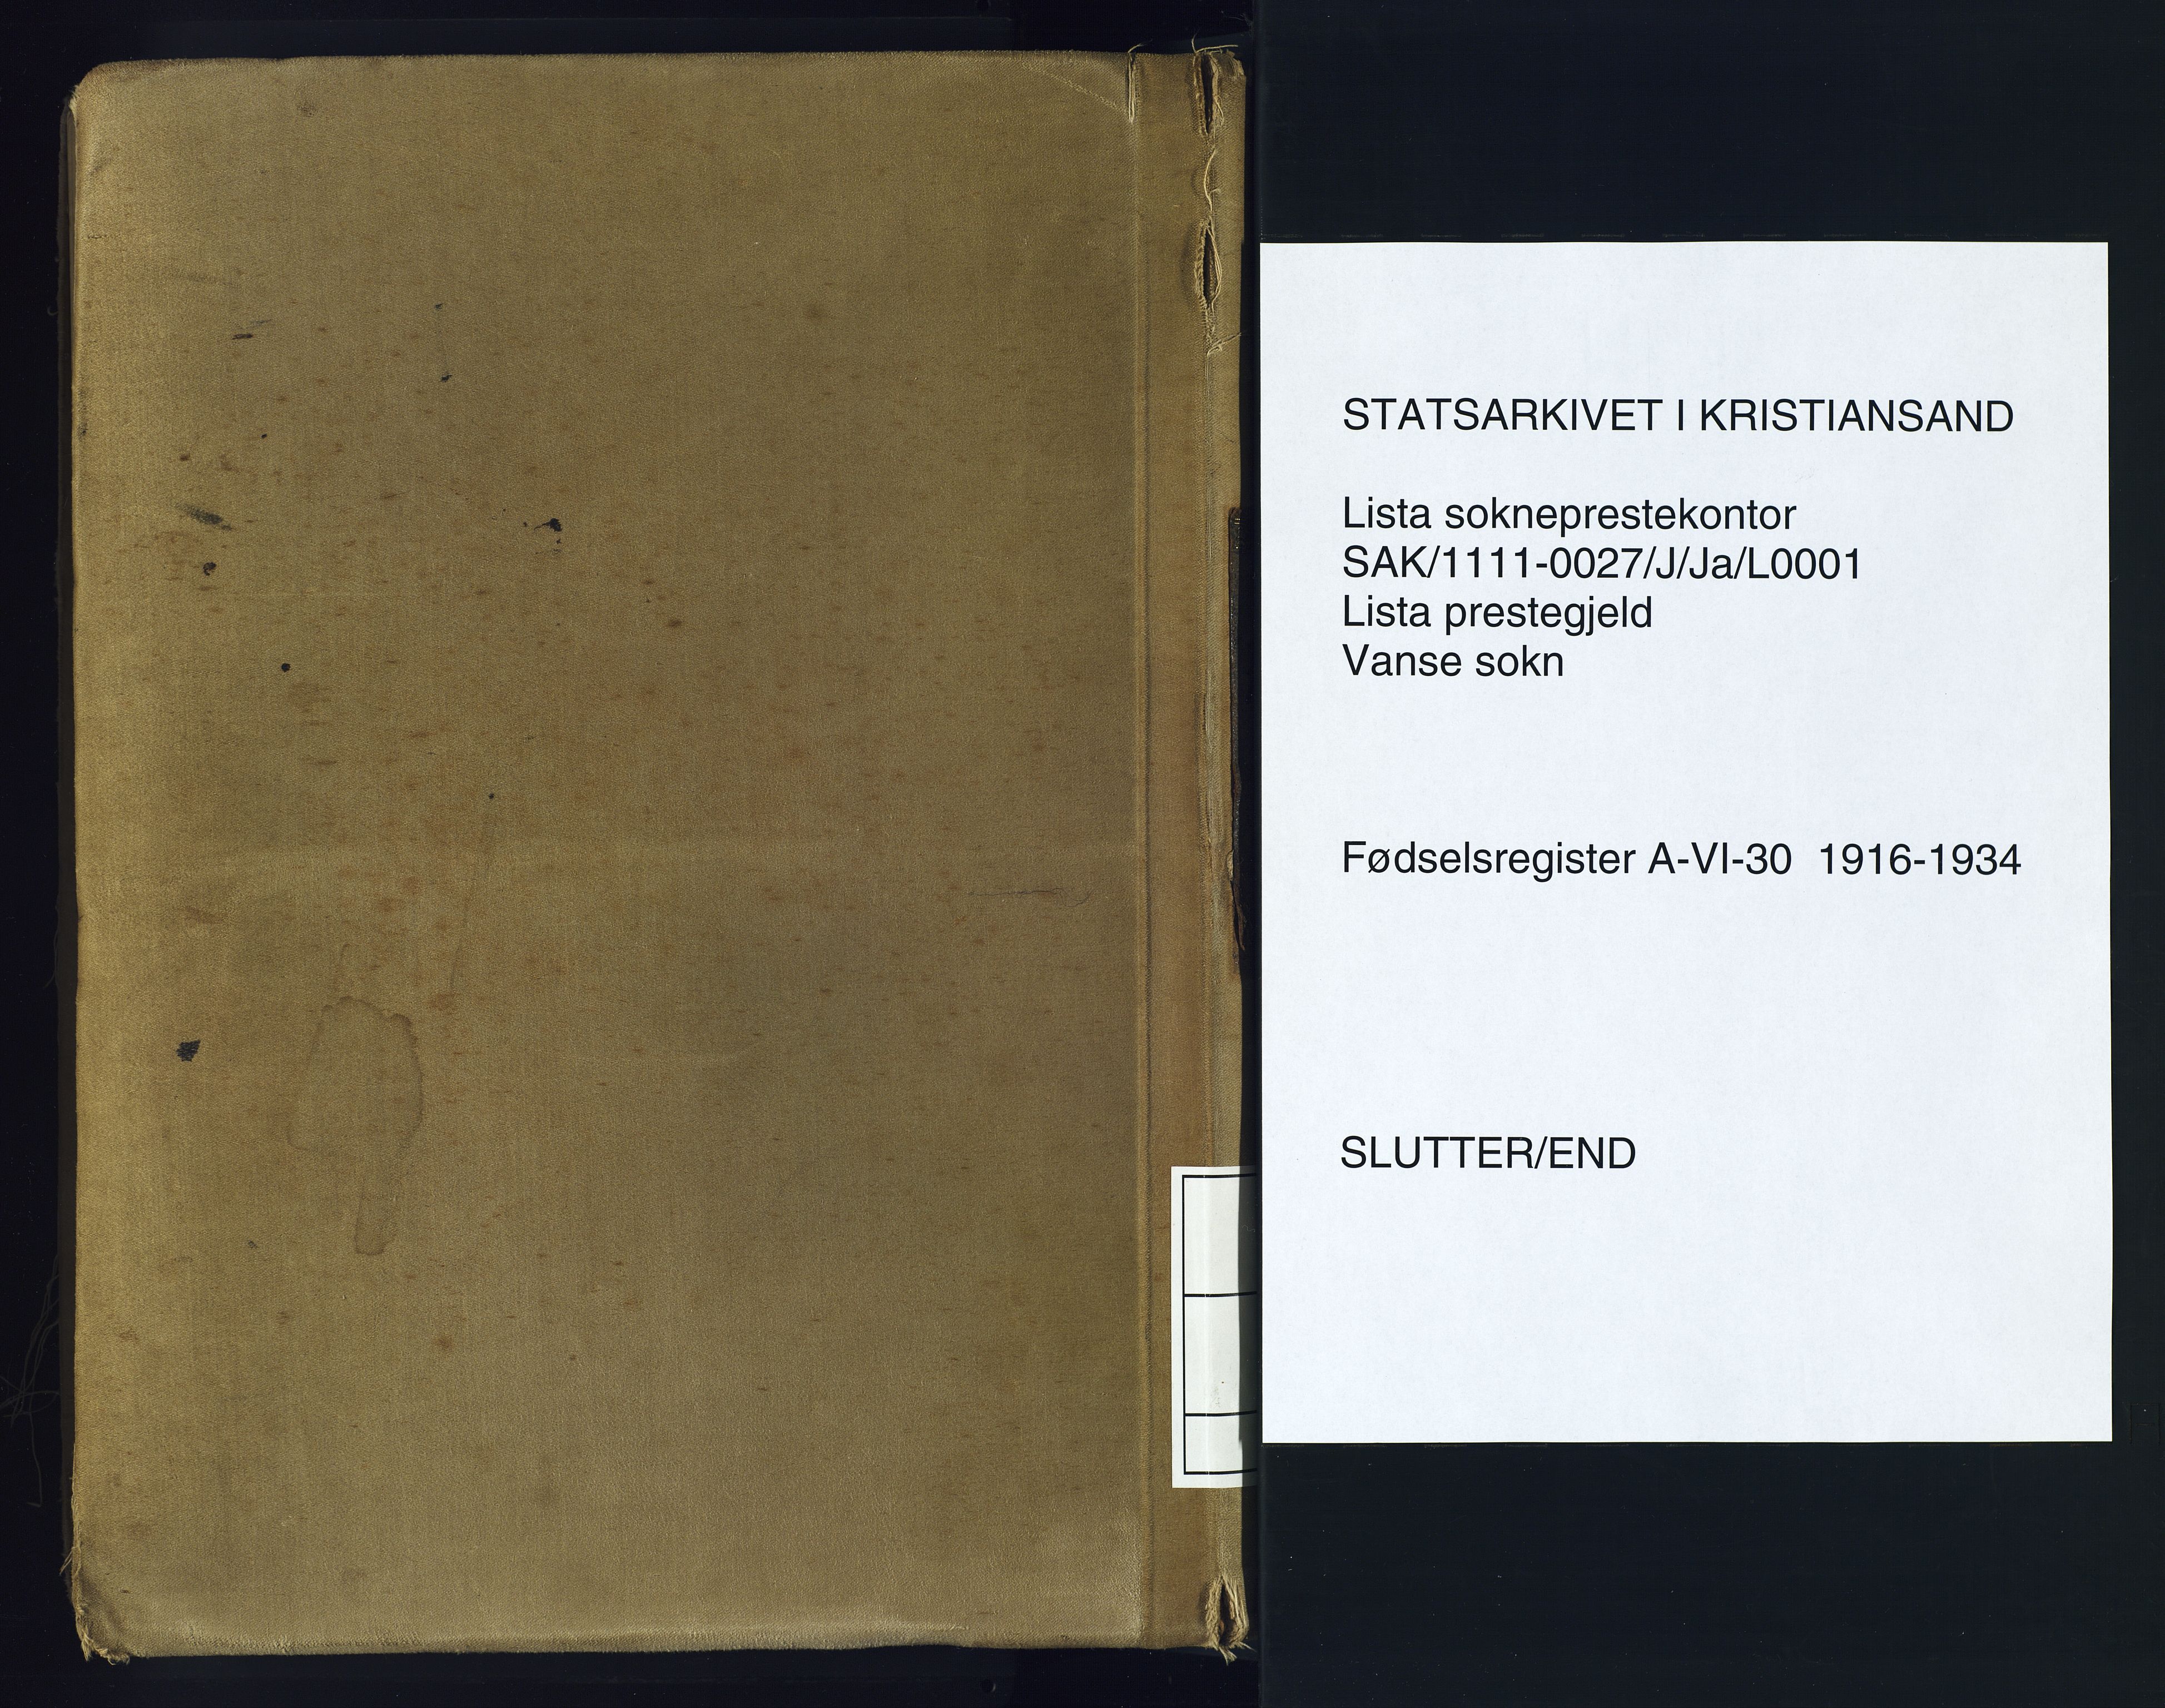 STATSARKIVET I KRISTIANSAND
Lista sokneprestekontor
SAK/1111-0027/J/Ja/L0001
Lista prestegjeld
Vanse sokn
Fødselsregister A-VI-30 1916-1934
SLUTTER/END